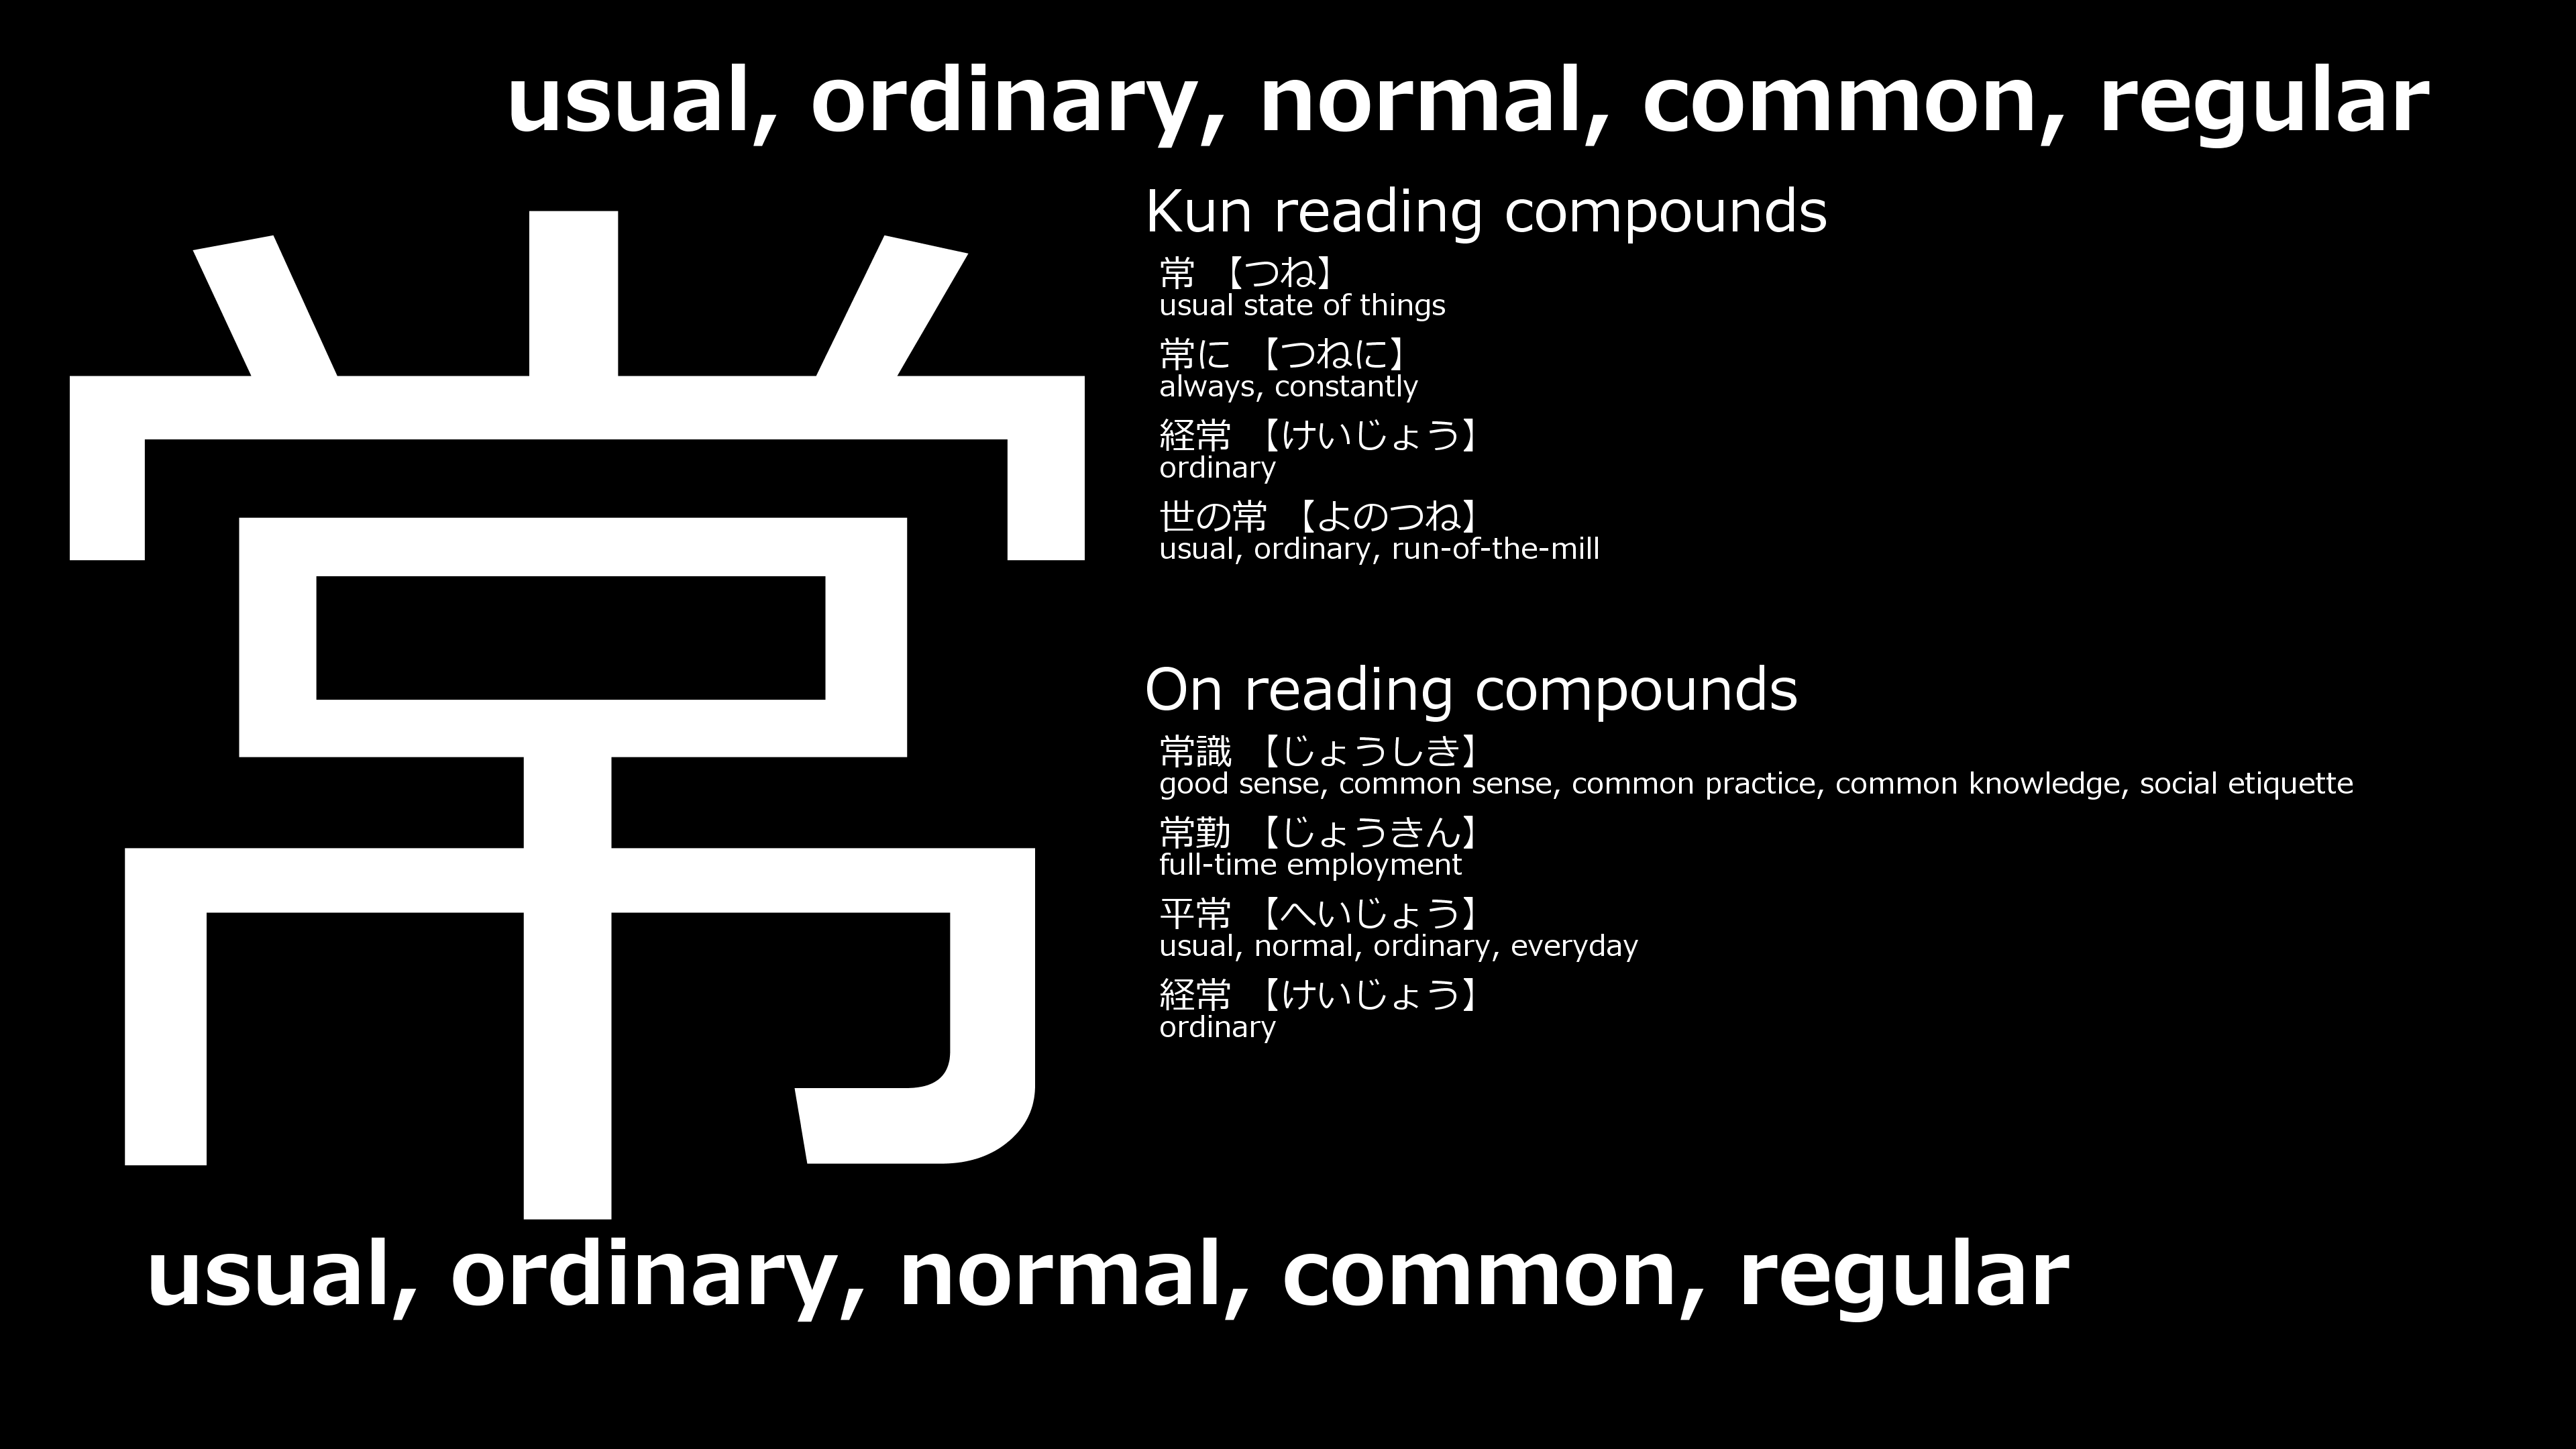 usual, ordinary, normal, common, regular
常
Kun reading compounds
常 【つね】
usual state of things
常に 【つねに】
always, constantly
経常 【けいじょう】
ordinary
世の常 【よのつね】
usual, ordinary, run-of-the-mill
On reading compounds
常識 【じょうしき】
good sense, common sense, common practice, common knowledge, social etiquette
常勤 【じょうきん】
full-time employment
平常 【へいじょう】
usual, normal, ordinary, everyday
経常 【けいじょう】
ordinary
usual, ordinary, normal, common, regular